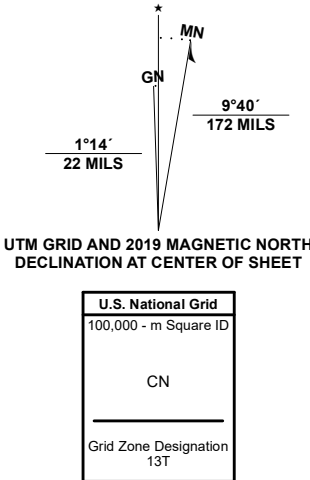 MN
GN
9°40´
172 MILS
1°14´
22 MILS
UTM GRID AND 2019 MAGNETIC NORTH
DECLINATION AT CENTER OF SHEET
U.S. National Grid
100,000 - m Square ID
CN
Grid Zone Designation
13T